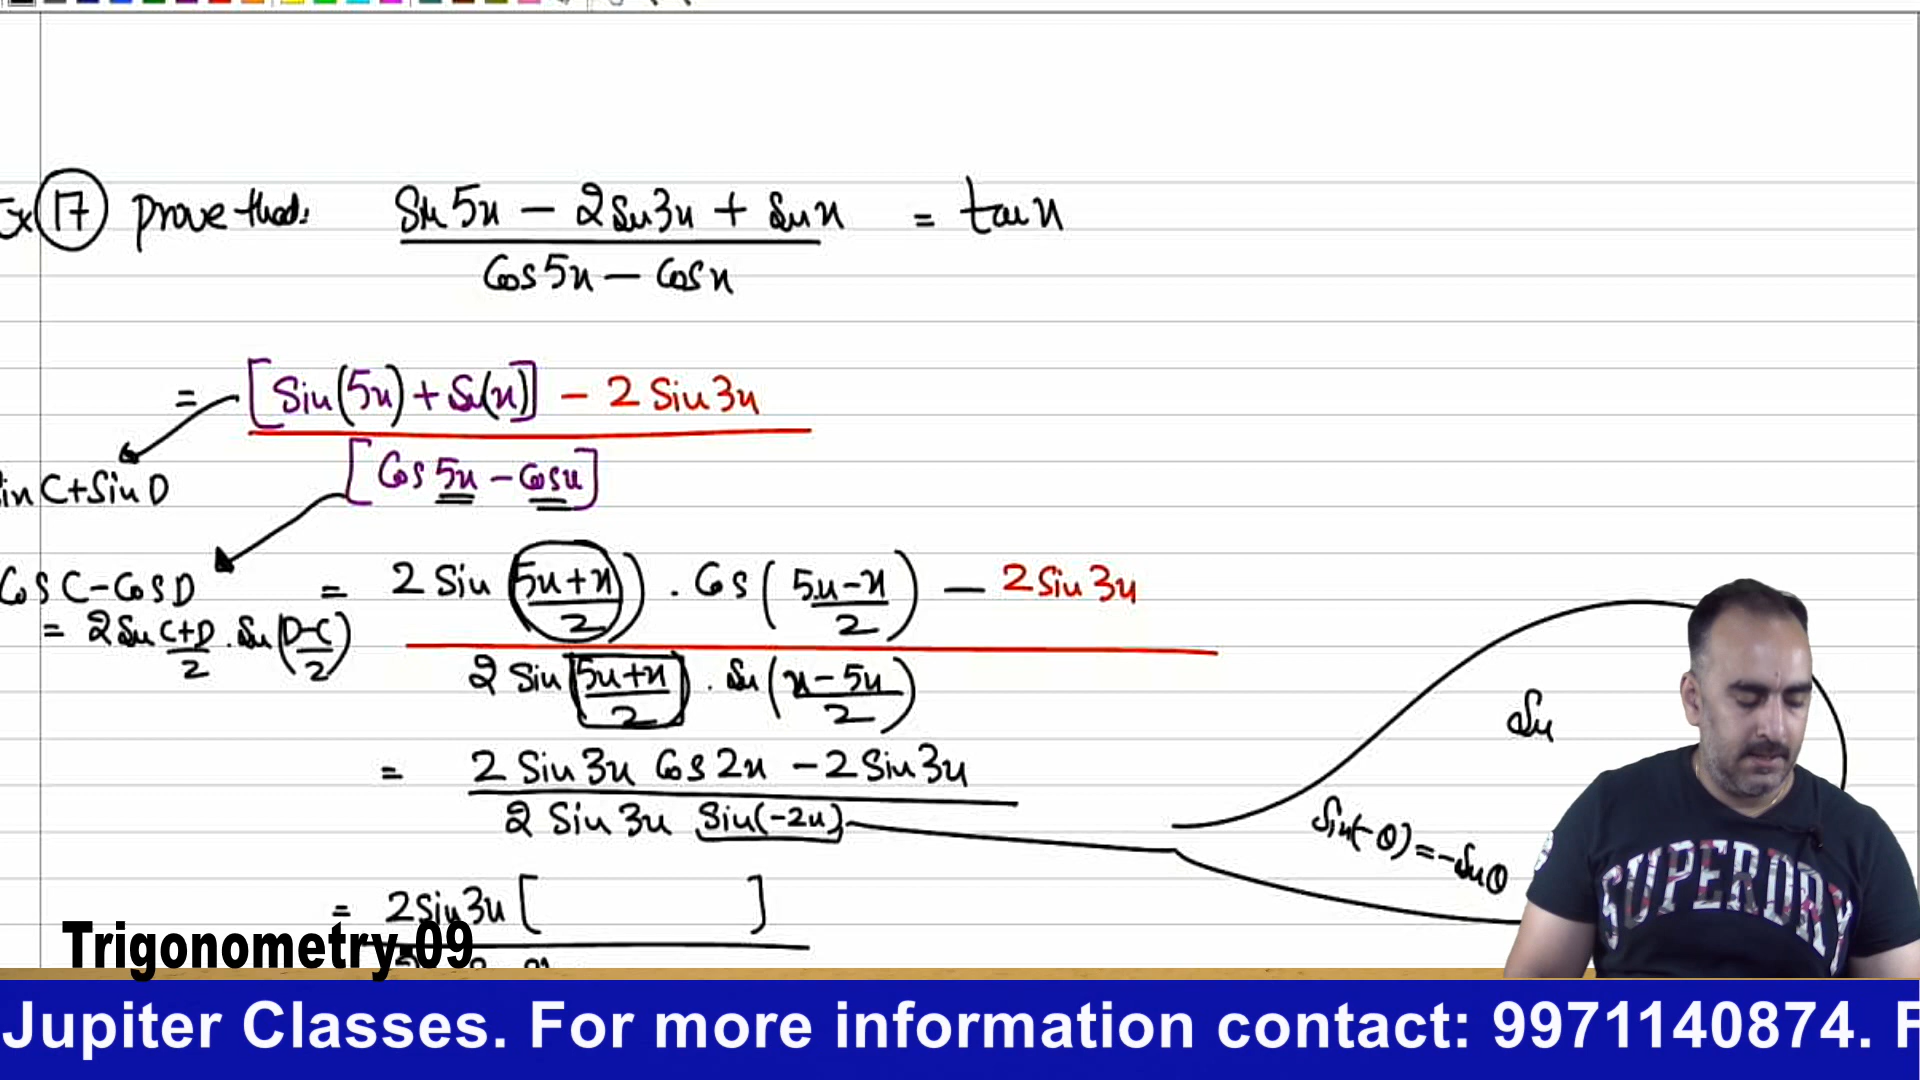 Ex 17 prove that: Sin 5x − 2 Sin 3x + Sin x = tan x
Cos 5x − Cos x
= [Sin(5x) + Sin(x)] − 2 Sin 3x
[Cos 5x − Cos x]
Sin C + Sin D
Cos C − Cos D = 2 Sin (5x+x/2) . Cos (5x−x/2) − 2 Sin 3x
= 2 Sin C+D/2 . Sin (D−C/2)
2 Sin (5x+x/2) . Sin (x−5x/2)
= 2 Sin 3x Cos 2x − 2 Sin 3x
2 Sin 3x Sin(−2x)
Sin
Sin(−θ) = −Sin θ
= 2 Sin 3x [ ]
Trigonometry 09
Jupiter Classes. For more information contact: 9971140874. F
SUPERDRY